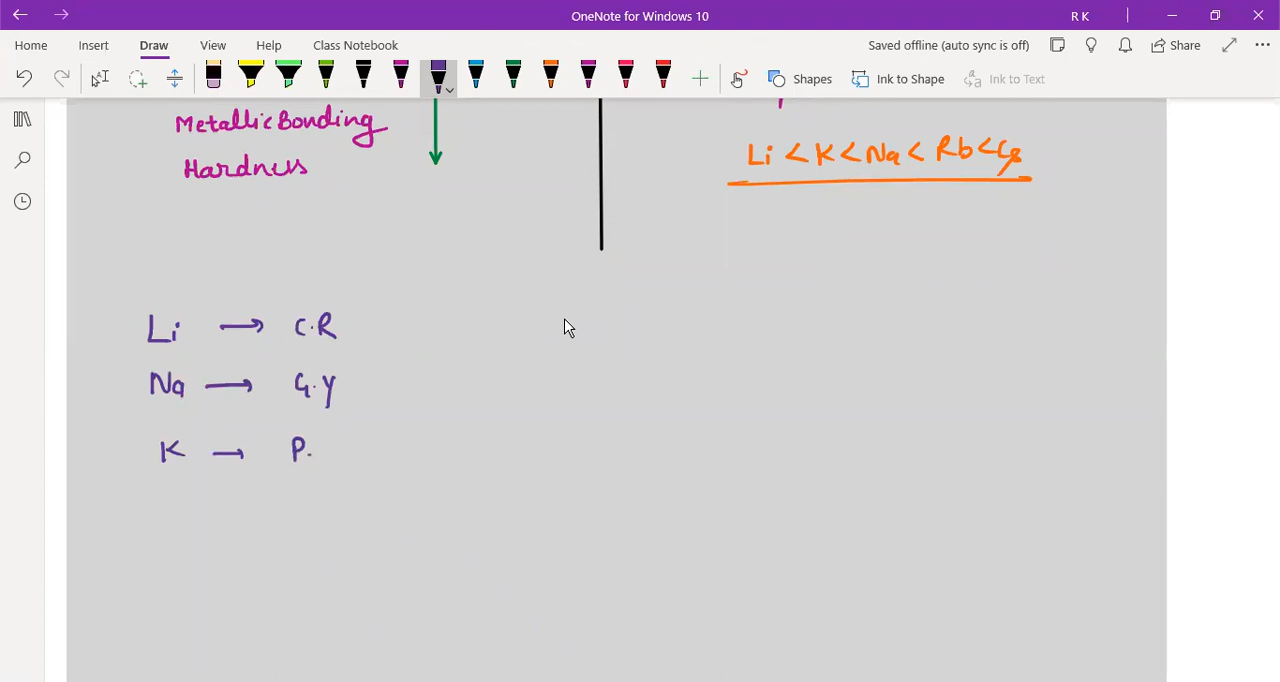 OneNote for Windows 10
R K
Home Insert Draw View Help Class Notebook
Saved offline (auto sync is off)
Share
Shapes
Ink to Shape
Ink to Text
Metallic Bonding
Hardness
Li < K < Na < Rb < Cs
Li → C.R
Na → G.Y
K → P.